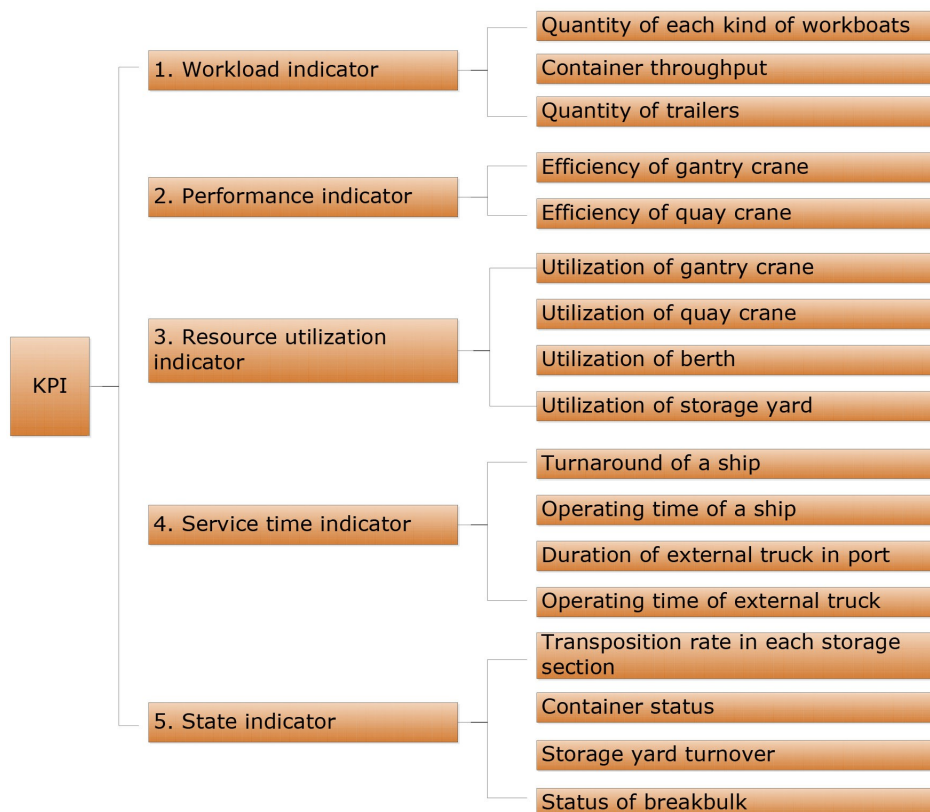 KPI
1. Workload indicator
Quantity of each kind of workboats
Container throughput
Quantity of trailers
2. Performance indicator
Efficiency of gantry crane
Efficiency of quay crane
3. Resource utilization
indicator
Utilization of gantry crane
Utilization of quay crane
Utilization of berth
Utilization of storage yard
4. Service time indicator
Turnaround of a ship
Operating time of a ship
Duration of external truck in port
Operating time of external truck
5. State indicator
Transposition rate in each storage
section
Container status
Storage yard turnover
Status of breakbulk